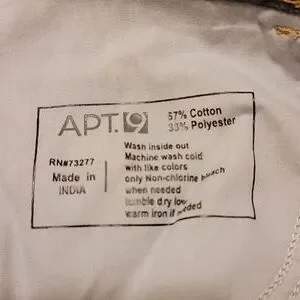 APT.9
67% Cotton
33% Polyester
RN#73277
Made in
INDIA
Wash inside out
Machine wash cold
with like colors
only Non-chlorine bleach
when needed
tumble dry low
warm iron if needed